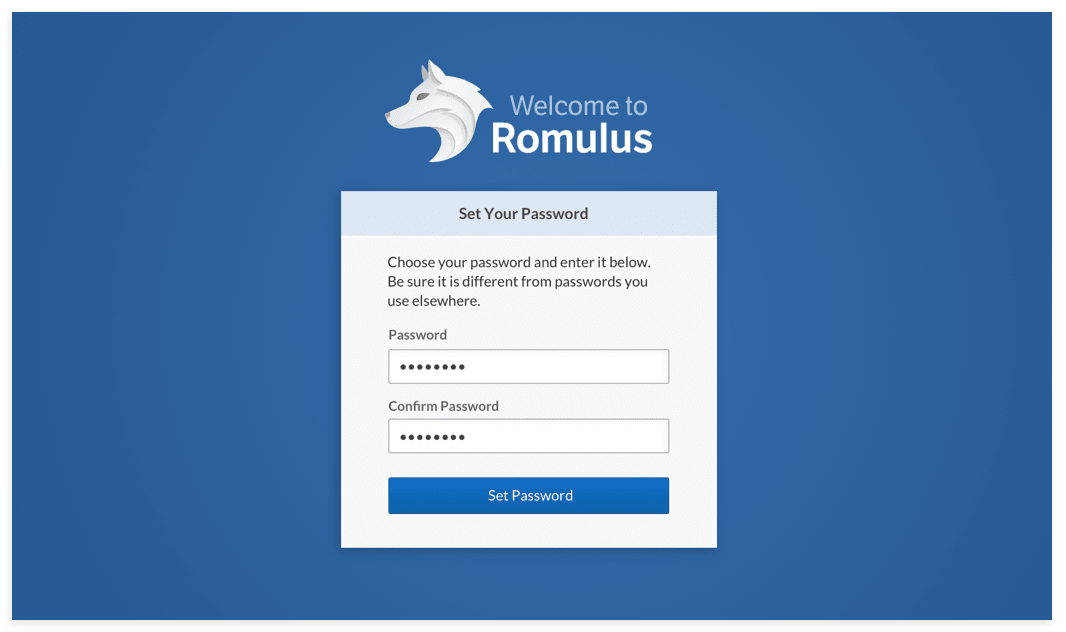 Welcome to
Romulus
Set Your Password
Choose your password and enter it below.
Be sure it is different from passwords you
use elsewhere.
Password
••••••••
Confirm Password
••••••••
Set Password